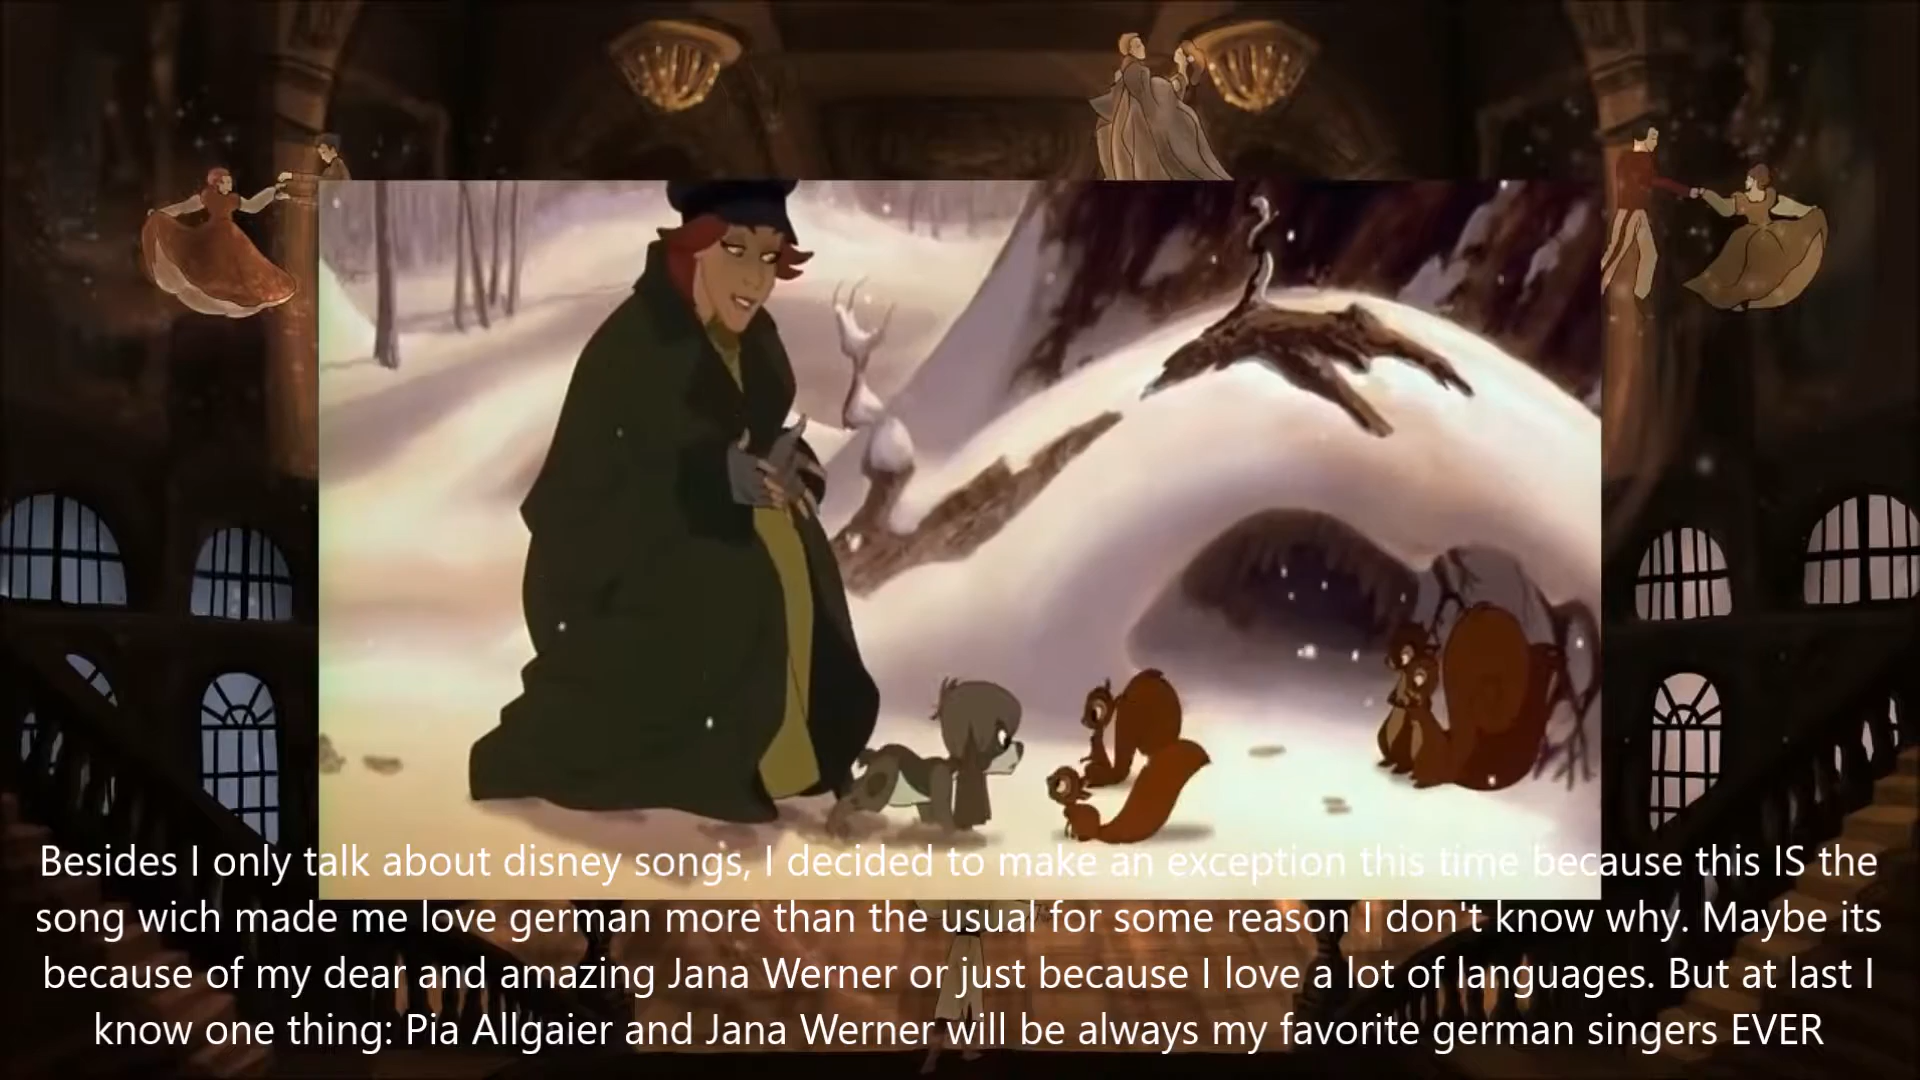 Besides I only talk about disney songs, I decided to make an exception this time because this IS the
song wich made me love german more than the usual for some reason I don't know why. Maybe its
because of my dear and amazing Jana Werner or just because I love a lot of languages. But at last I
know one thing: Pia Allgaier and Jana Werner will be always my favorite german singers EVER